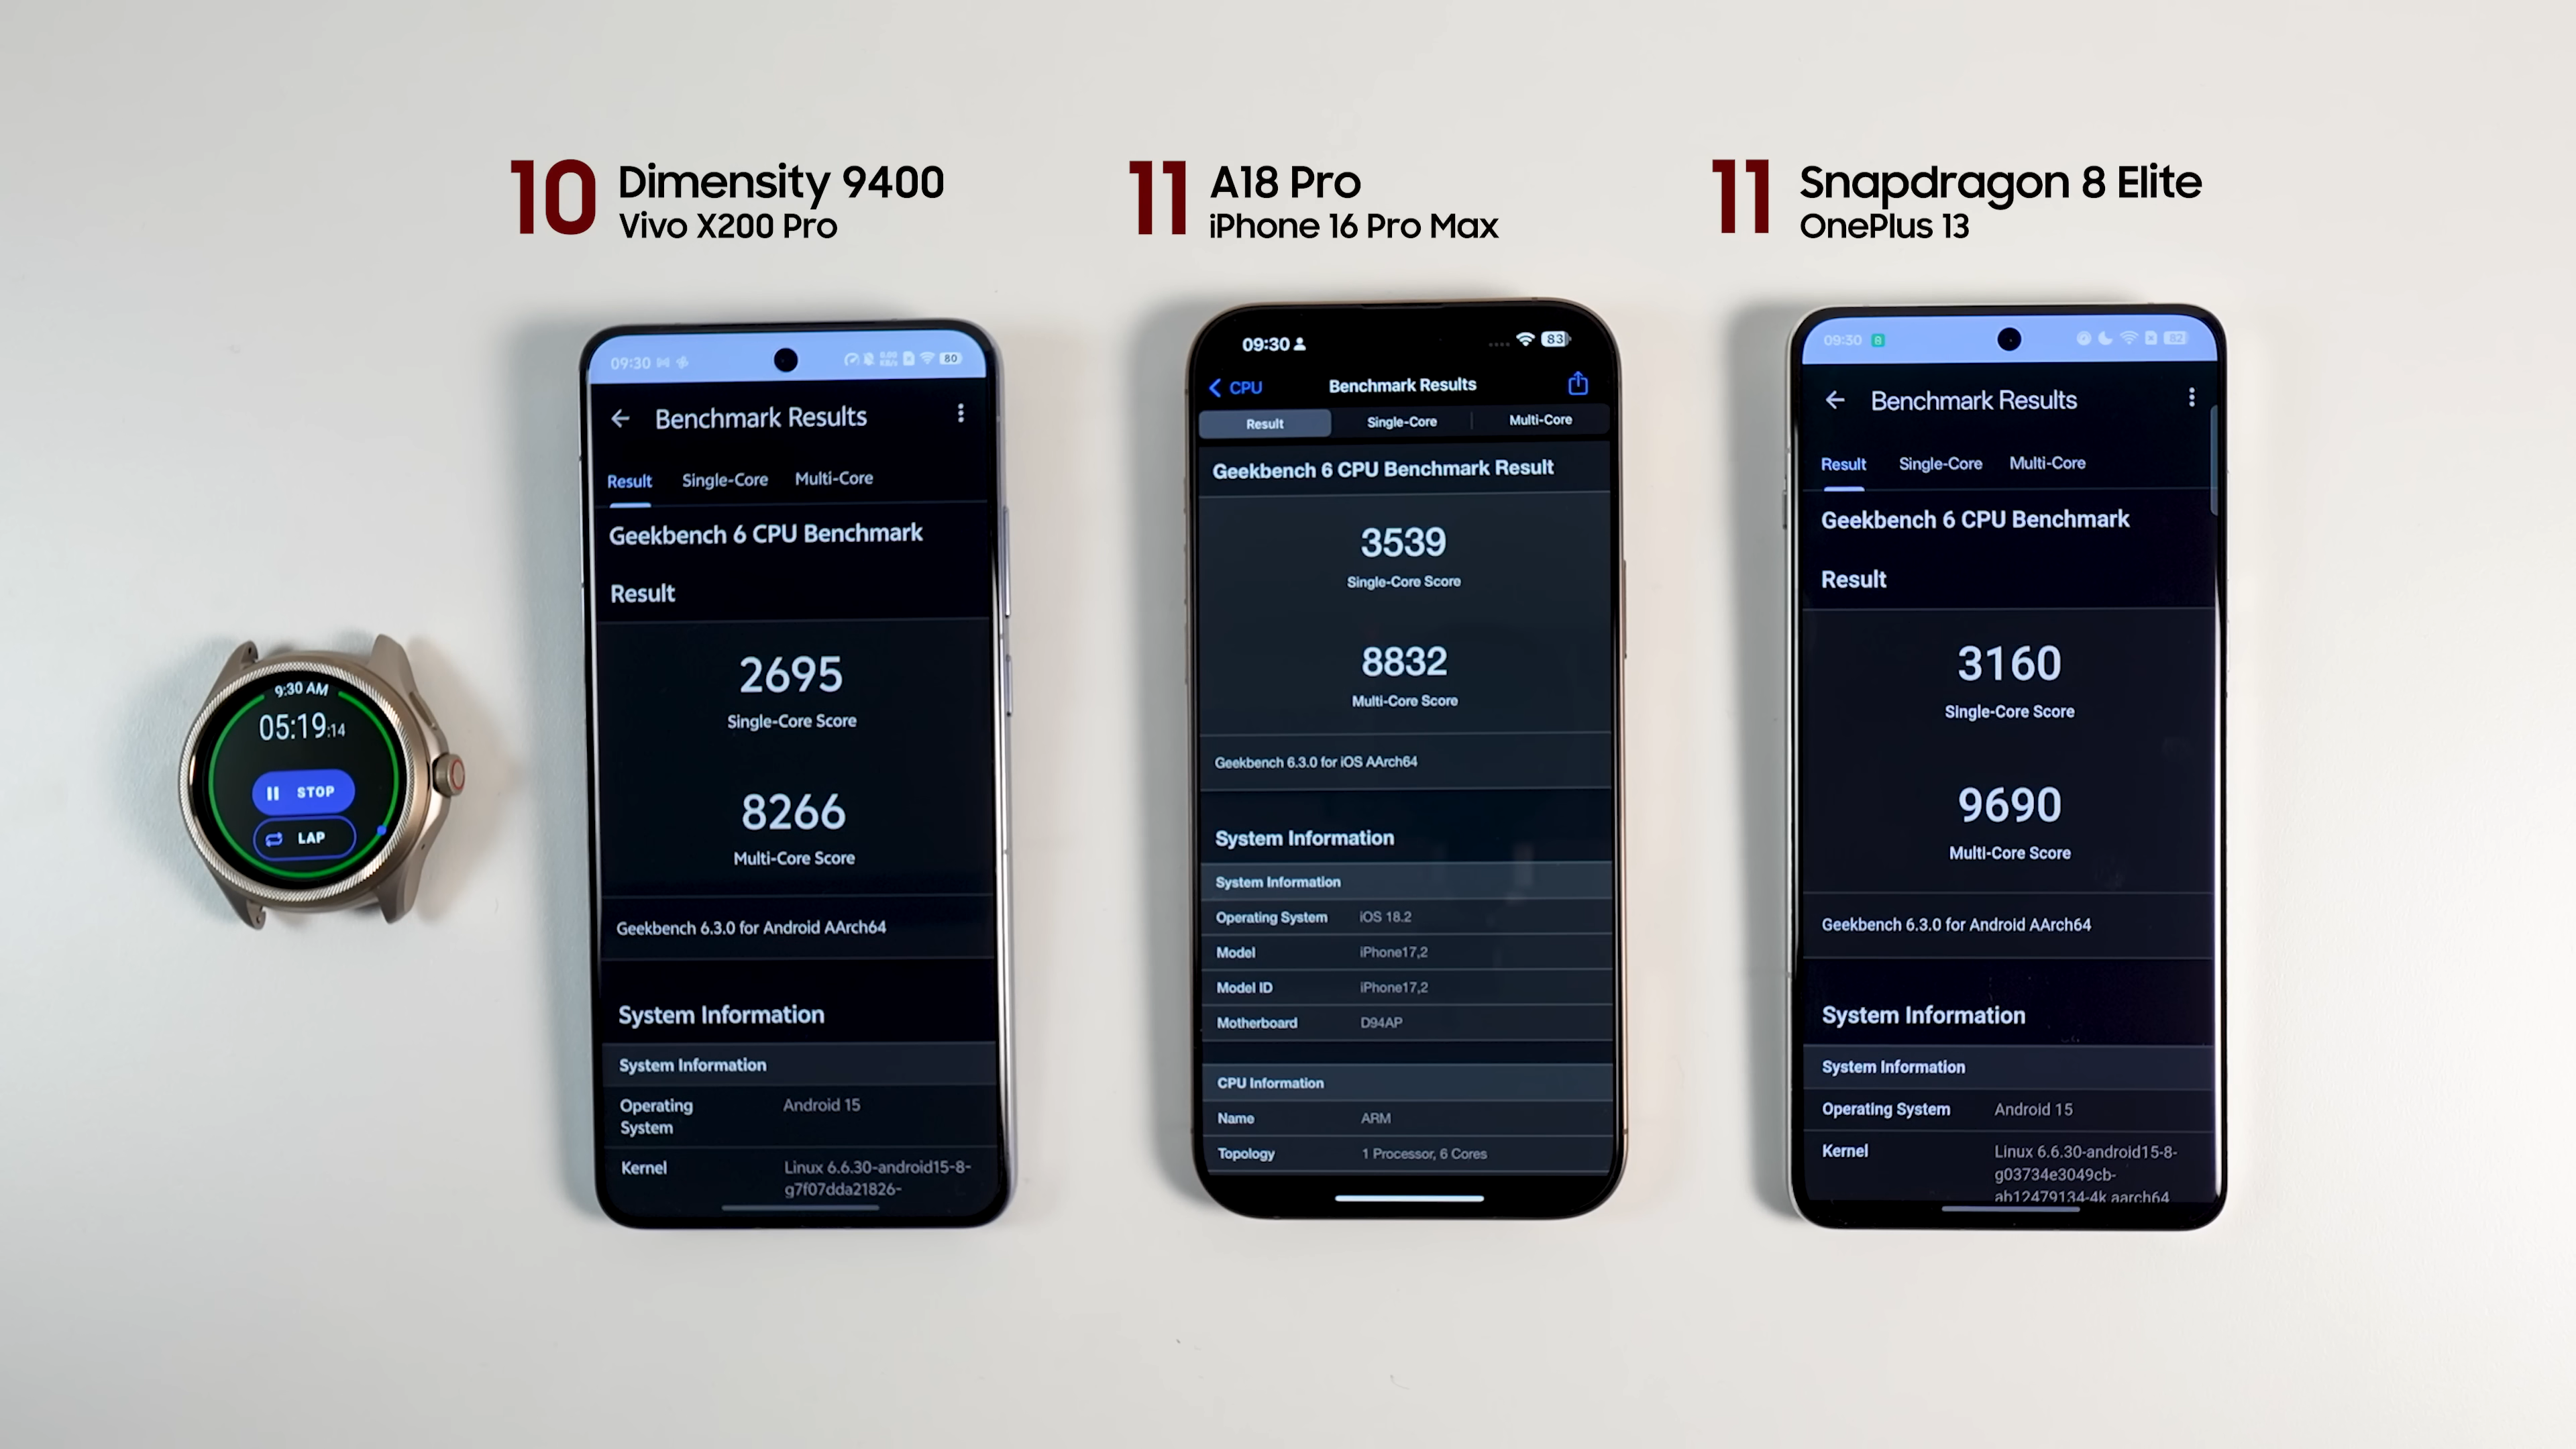 10 Dimensity 9400
Vivo X200 Pro
11 A18 Pro
iPhone 16 Pro Max
11 Snapdragon 8 Elite
OnePlus 13
9:30 AM
05:19:14
STOP
LAP
09:30 80
Benchmark Results
Result Single-Core Multi-Core
Geekbench 6 CPU Benchmark
Result
2695
Single-Core Score
8266
Multi-Core Score
Geekbench 6.3.0 for Android AArch64
System Information
System Information
Operating System Android 15
Kernel Linux 6.6.30-android15-8-
g7f07dda21826-
09:30 83
CPU Benchmark Results
Result Single-Core Multi-Core
Geekbench 6 CPU Benchmark Result
3539
Single-Core Score
8832
Multi-Core Score
Geekbench 6.3.0 for iOS AArch64
System Information
System Information
Operating System iOS 18.2
Model iPhone17,2
Model ID iPhone17,2
Motherboard D94AP
CPU Information
Name ARM
Topology 1 Processor, 6 Cores
09:30 82
Benchmark Results
Result Single-Core Multi-Core
Geekbench 6 CPU Benchmark
Result
3160
Single-Core Score
9690
Multi-Core Score
Geekbench 6.3.0 for Android AArch64
System Information
System Information
Operating System Android 15
Kernel Linux 6.6.30-android15-8-
g03734e3049cb-
ab12479134-4k aarch64